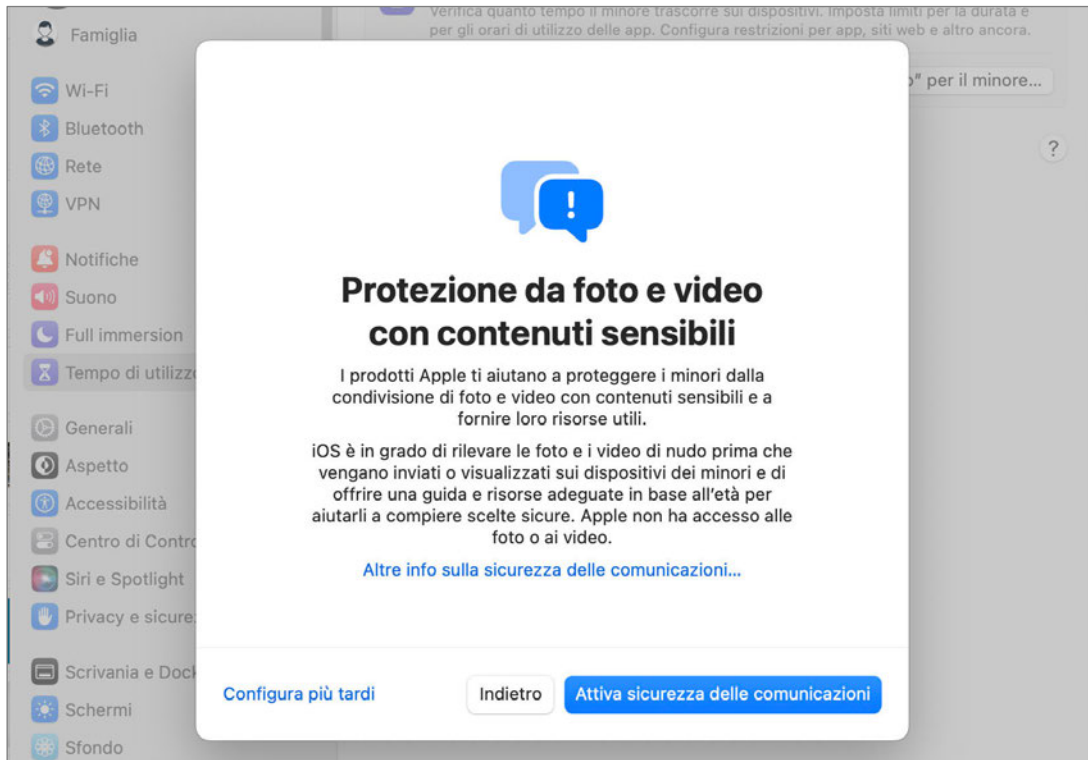 Famiglia
Wi-Fi
Bluetooth
Rete
VPN
Notifiche
Suono
Full immersion
Tempo di utilizzo
Generali
Aspetto
Accessibilità
Centro di Contro
Siri e Spotlight
Privacy e sicure
Scrivania e Dock
Schermi
Sfondo
Verifica quanto tempo il minore trascorre sui dispositivi. Imposta limiti per la durata e
per gli orari di utilizzo delle app. Configura restrizioni per app, siti web e altro ancora.
o” per il minore...
?
!
Protezione da foto e video
con contenuti sensibili
I prodotti Apple ti aiutano a proteggere i minori dalla
condivisione di foto e video con contenuti sensibili e a
fornire loro risorse utili.
iOS è in grado di rilevare le foto e i video di nudo prima che
vengano inviati o visualizzati sui dispositivi dei minori e di
offrire una guida e risorse adeguate in base all’età per
aiutarli a compiere scelte sicure. Apple non ha accesso alle
foto o ai video.
Altre info sulla sicurezza delle comunicazioni...
Configura più tardi
Indietro
Attiva sicurezza delle comunicazioni